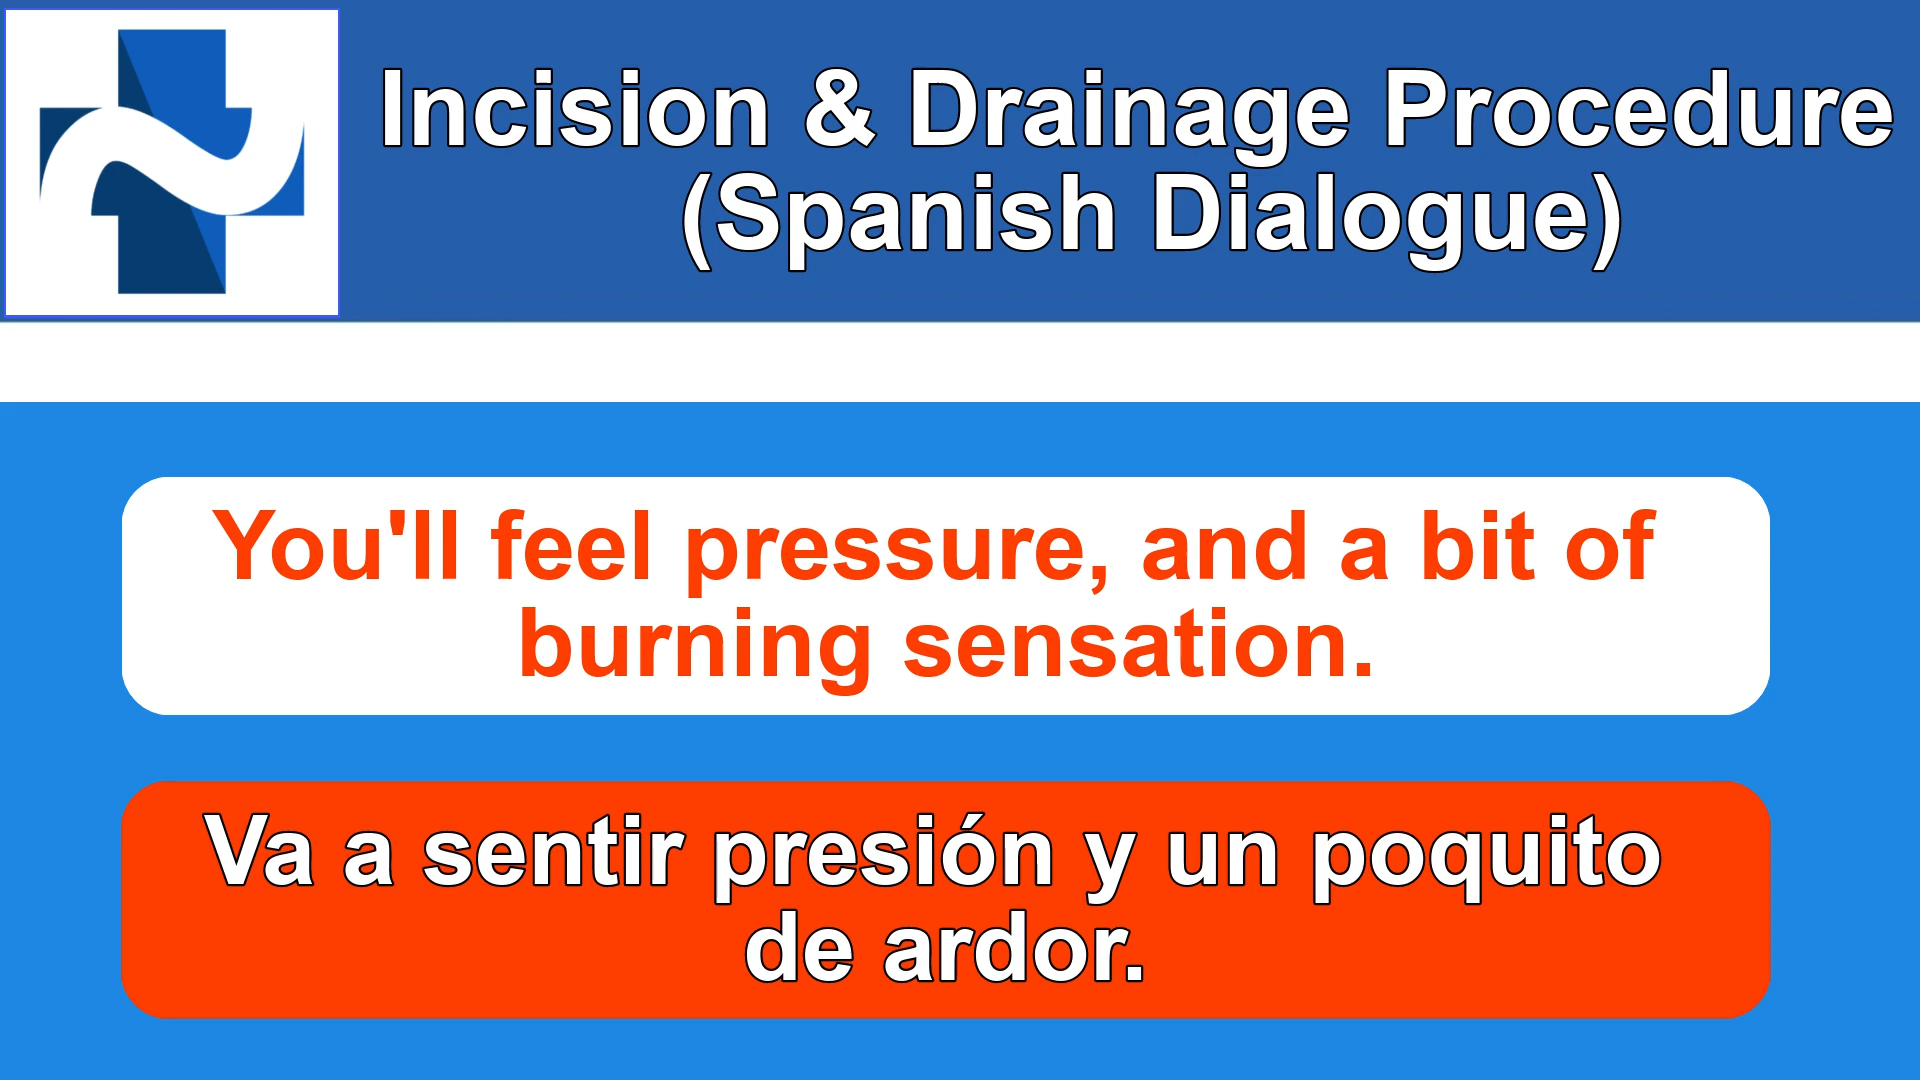 Incision & Drainage Procedure
(Spanish Dialogue)
You'll feel pressure, and a bit of
burning sensation.
Va a sentir presión y un poquito
de ardor.